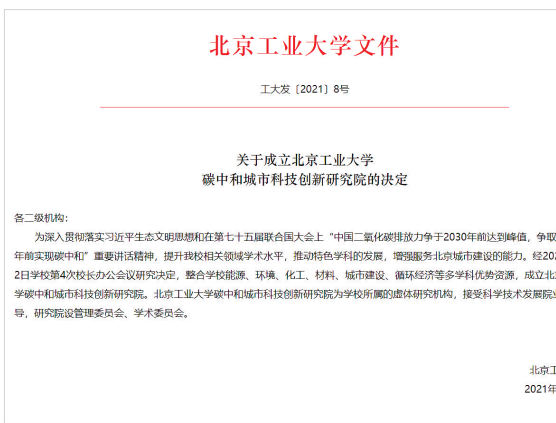 北京工业大学文件
工大发〔2021〕8号
关于成立北京工业大学
碳中和城市科技创新研究院的决定
各二级机构：
为深入贯彻落实习近平生态文明思想和在第七十五届联合国大会上“中国二氧化碳排放力争于2030年前达到峰值，争取
年前实现碳中和”重要讲话精神，提升我校相关领域学术水平，推动特色学科的发展，增强服务北京城市建设的能力。经202
2日学校第4次校长办公会议研究决定，整合学校能源、环境、化工、材料、城市建设、循环经济等多学科优势资源，成立北
学碳中和城市科技创新研究院。北京工业大学碳中和城市科技创新研究院为学校所属的虚体研究机构，接受科学技术发展院
导，研究院设管理委员会、学术委员会。
北京工
2021年